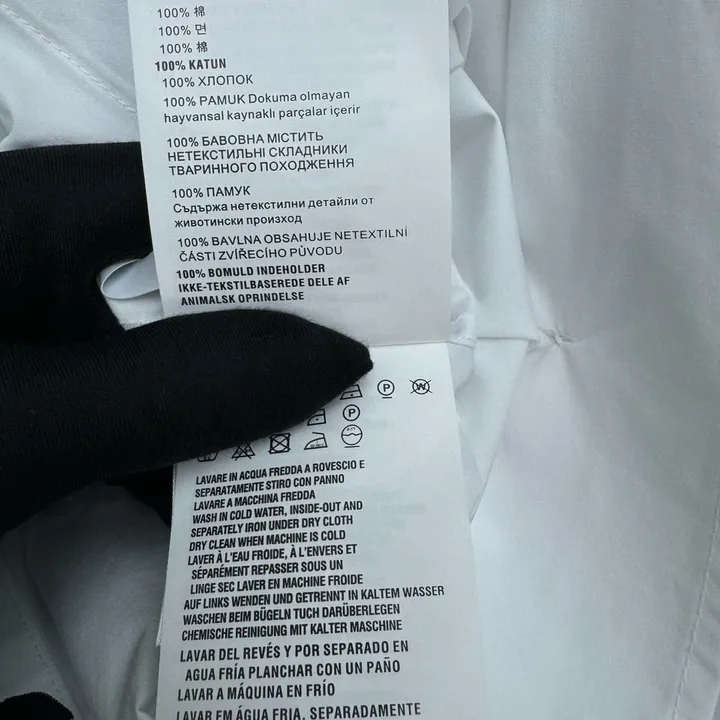 100% 棉
100% 면
100% 棉
100% KATUN
100% ХЛОПОК
100% PAMUK Dokuma olmayan
hayvansal kaynaklı parçalar içerir
100% БАВОВНА МІСТИТЬ
НЕТЕКСТИЛЬНІ СКЛАДНИКИ
ТВАРИННОГО ПОХОДЖЕННЯ
100% ПАМУК
Съдържа нетекстилни детайли от
животински произход
100% BAVLNA OBSAHUJE NETEXTILNÍ
ČÁSTI ZVÍŘECÍHO PŮVODU
100% BOMULD INDEHOLDER
IKKE-TEKSTILBASEREDE DELE AF
ANIMALSK OPRINDELSE
P W
P
LAVARE IN ACQUA FREDDA A ROVESCIO E
SEPARATAMENTE STIRO CON PANNO
LAVARE A MACCHINA FREDDA
WASH IN COLD WATER, INSIDE-OUT AND
SEPARATELY IRON UNDER DRY CLOTH
DRY CLEAN WHEN MACHINE IS COLD
LAVER À L'EAU FROIDE, À L'ENVERS ET
SÉPARÉMENT REPASSER SOUS UN
LINGE SEC LAVER EN MACHINE FROIDE
AUF LINKS WENDEN UND GETRENNT IN KALTEM WASSER
WASCHEN BEIM BÜGELN TUCH DARÜBERLEGEN
CHEMISCHE REINIGUNG MIT KALTER MASCHINE
LAVAR DEL REVÉS Y POR SEPARADO EN
AGUA FRÍA PLANCHAR CON UN PAÑO
LAVAR A MÁQUINA EN FRÍO
LAVAR EM ÁGUA FRIA, SEPARADAMENTE